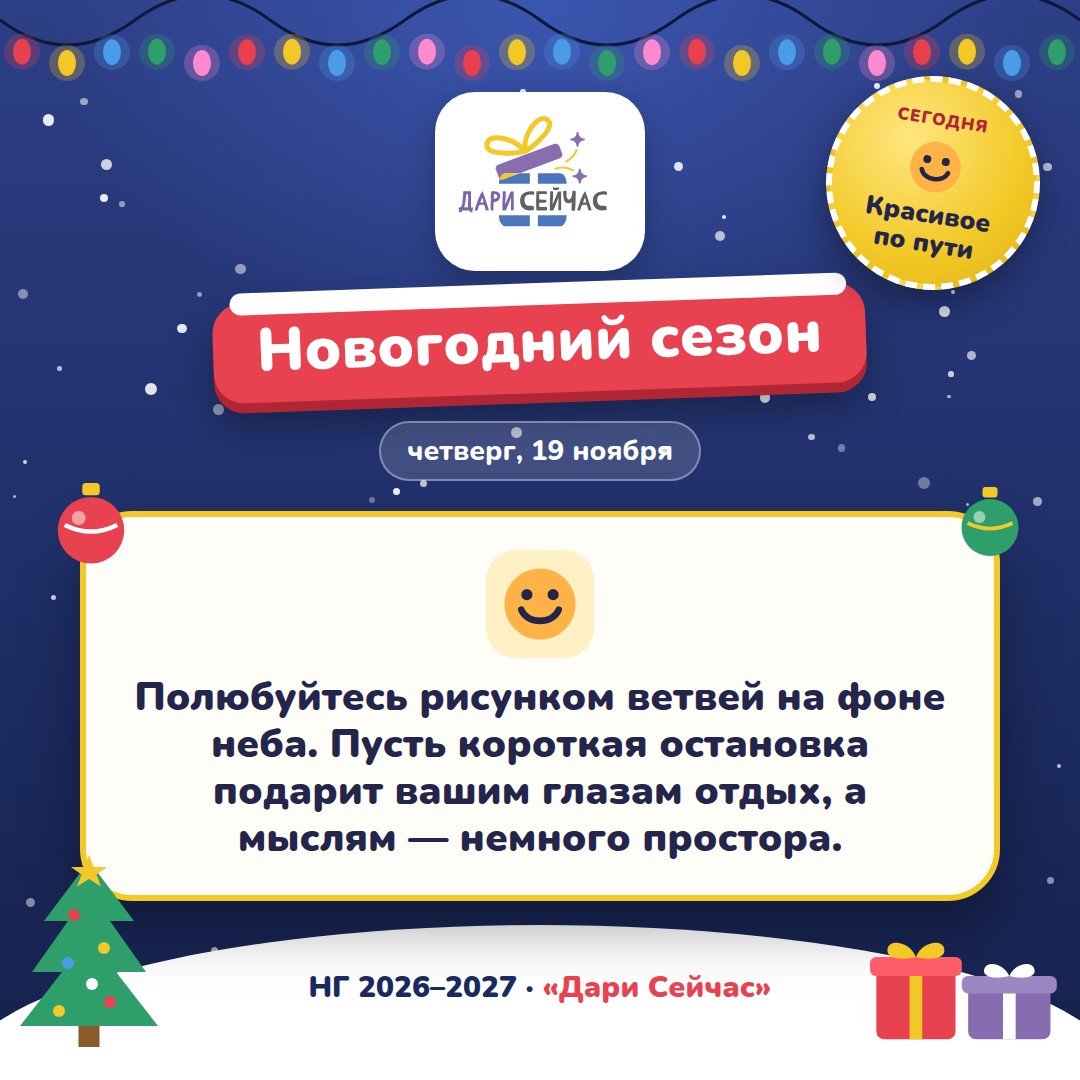 ДАРИ СЕЙЧАС
СЕГОДНЯ
Красивое
по пути
Новогодний сезон
четверг, 19 ноября
Полюбуйтесь рисунком ветвей на фоне
неба. Пусть короткая остановка
подарит вашим глазам отдых, а
мыслям — немного простора.
НГ 2026–2027 · «Дари Сейчас»